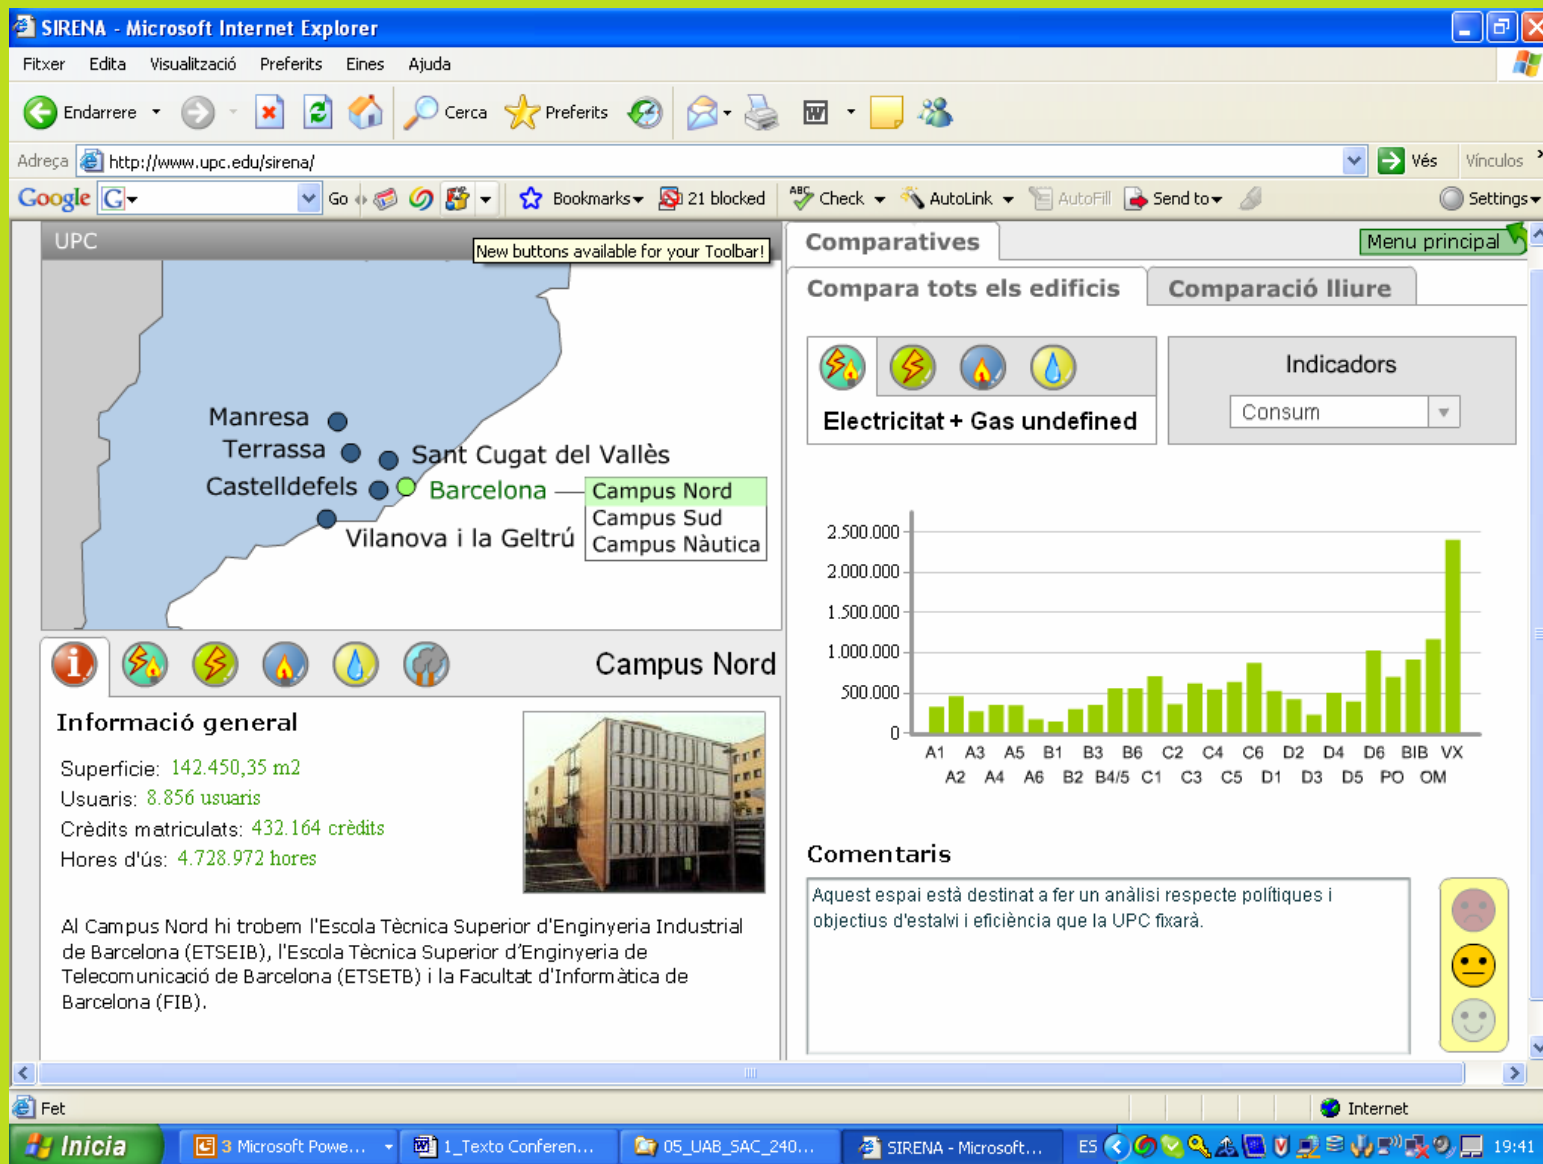 SIRENA - Microsoft Internet Explorer
Fitxer Edita Visualització Preferits Eines Ajuda
Endarrere Cerca Preferits
Adreça http://www.upc.edu/sirena/ Vés Vínculos »
Google G Go Bookmarks 21 blocked ABC Check AutoLink AutoFill Send to Settings
UPC
New buttons available for your Toolbar!
Manresa
Terrassa
Sant Cugat del Vallès
Castelldefels
Barcelona
Vilanova i la Geltrú
Campus Nord
Campus Sud
Campus Nàutica
Campus Nord
Informació general
Superficie: 142.450,35 m2
Usuaris: 8.856 usuaris
Crèdits matriculats: 432.164 crèdits
Hores d'ús: 4.728.972 hores
Al Campus Nord hi trobem l'Escola Tècnica Superior d'Enginyeria Industrial
de Barcelona (ETSEIB), l'Escola Tècnica Superior d'Enginyeria de
Telecomunicació de Barcelona (ETSETB) i la Facultat d'Informàtica de
Barcelona (FIB).
Comparatives
Menu principal
Compara tots els edificis Comparació lliure
Electricitat + Gas undefined
Indicadors
Consum
2.500.000
2.000.000
1.500.000
1.000.000
500.000
0
A1 A3 A5 B1 B3 B6 C2 C4 C6 D2 D4 D6 BIB VX
A2 A4 A6 B2 B4/5 C1 C3 C5 D1 D3 D5 PO OM
Comentaris
Aquest espai està destinat a fer un anàlisi respecte polítiques i
objectius d'estalvi i eficiència que la UPC fixarà.
Fet Internet
Inicia 3 Microsoft Powe... 1_Texto Conferen... 05_UAB_SAC_240... SIRENA - Microsoft... ES 19:41